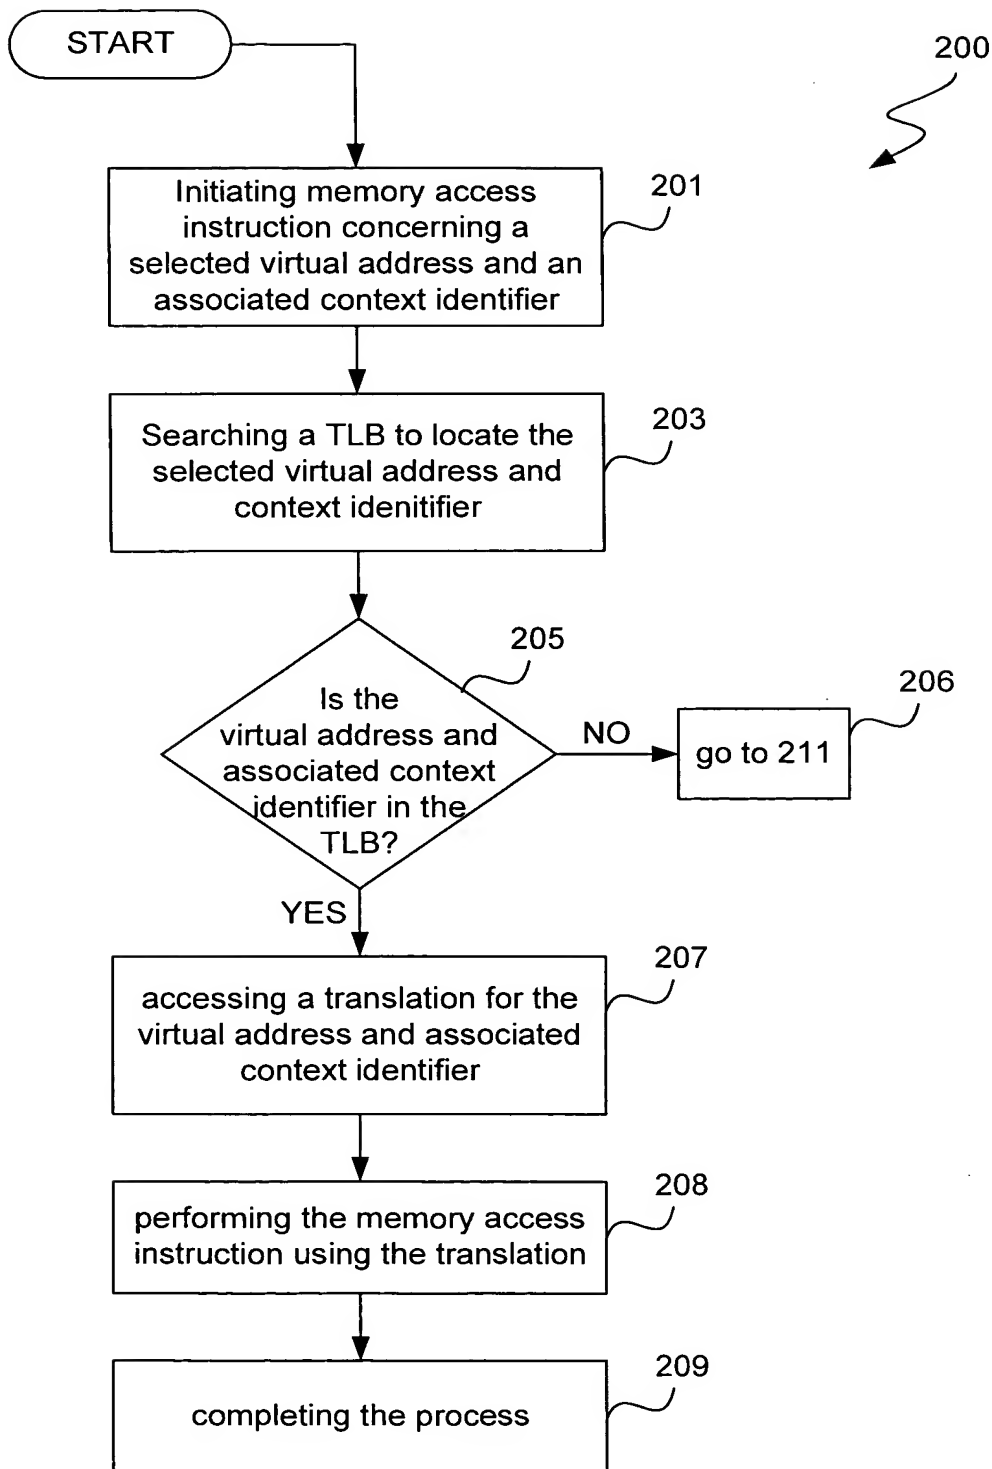 START
200
Initiating memory access
instruction concerning a
selected virtual address and an
associated context identifier
201
Searching a TLB to locate the
selected virtual address and
context idenitifier
203
205
Is the
virtual address and
associated context
identifier in the
TLB?
NO
go to 211
206
YES
accessing a translation for the
virtual address and associated
context identifier
207
performing the memory access
instruction using the translation
208
completing the process
209